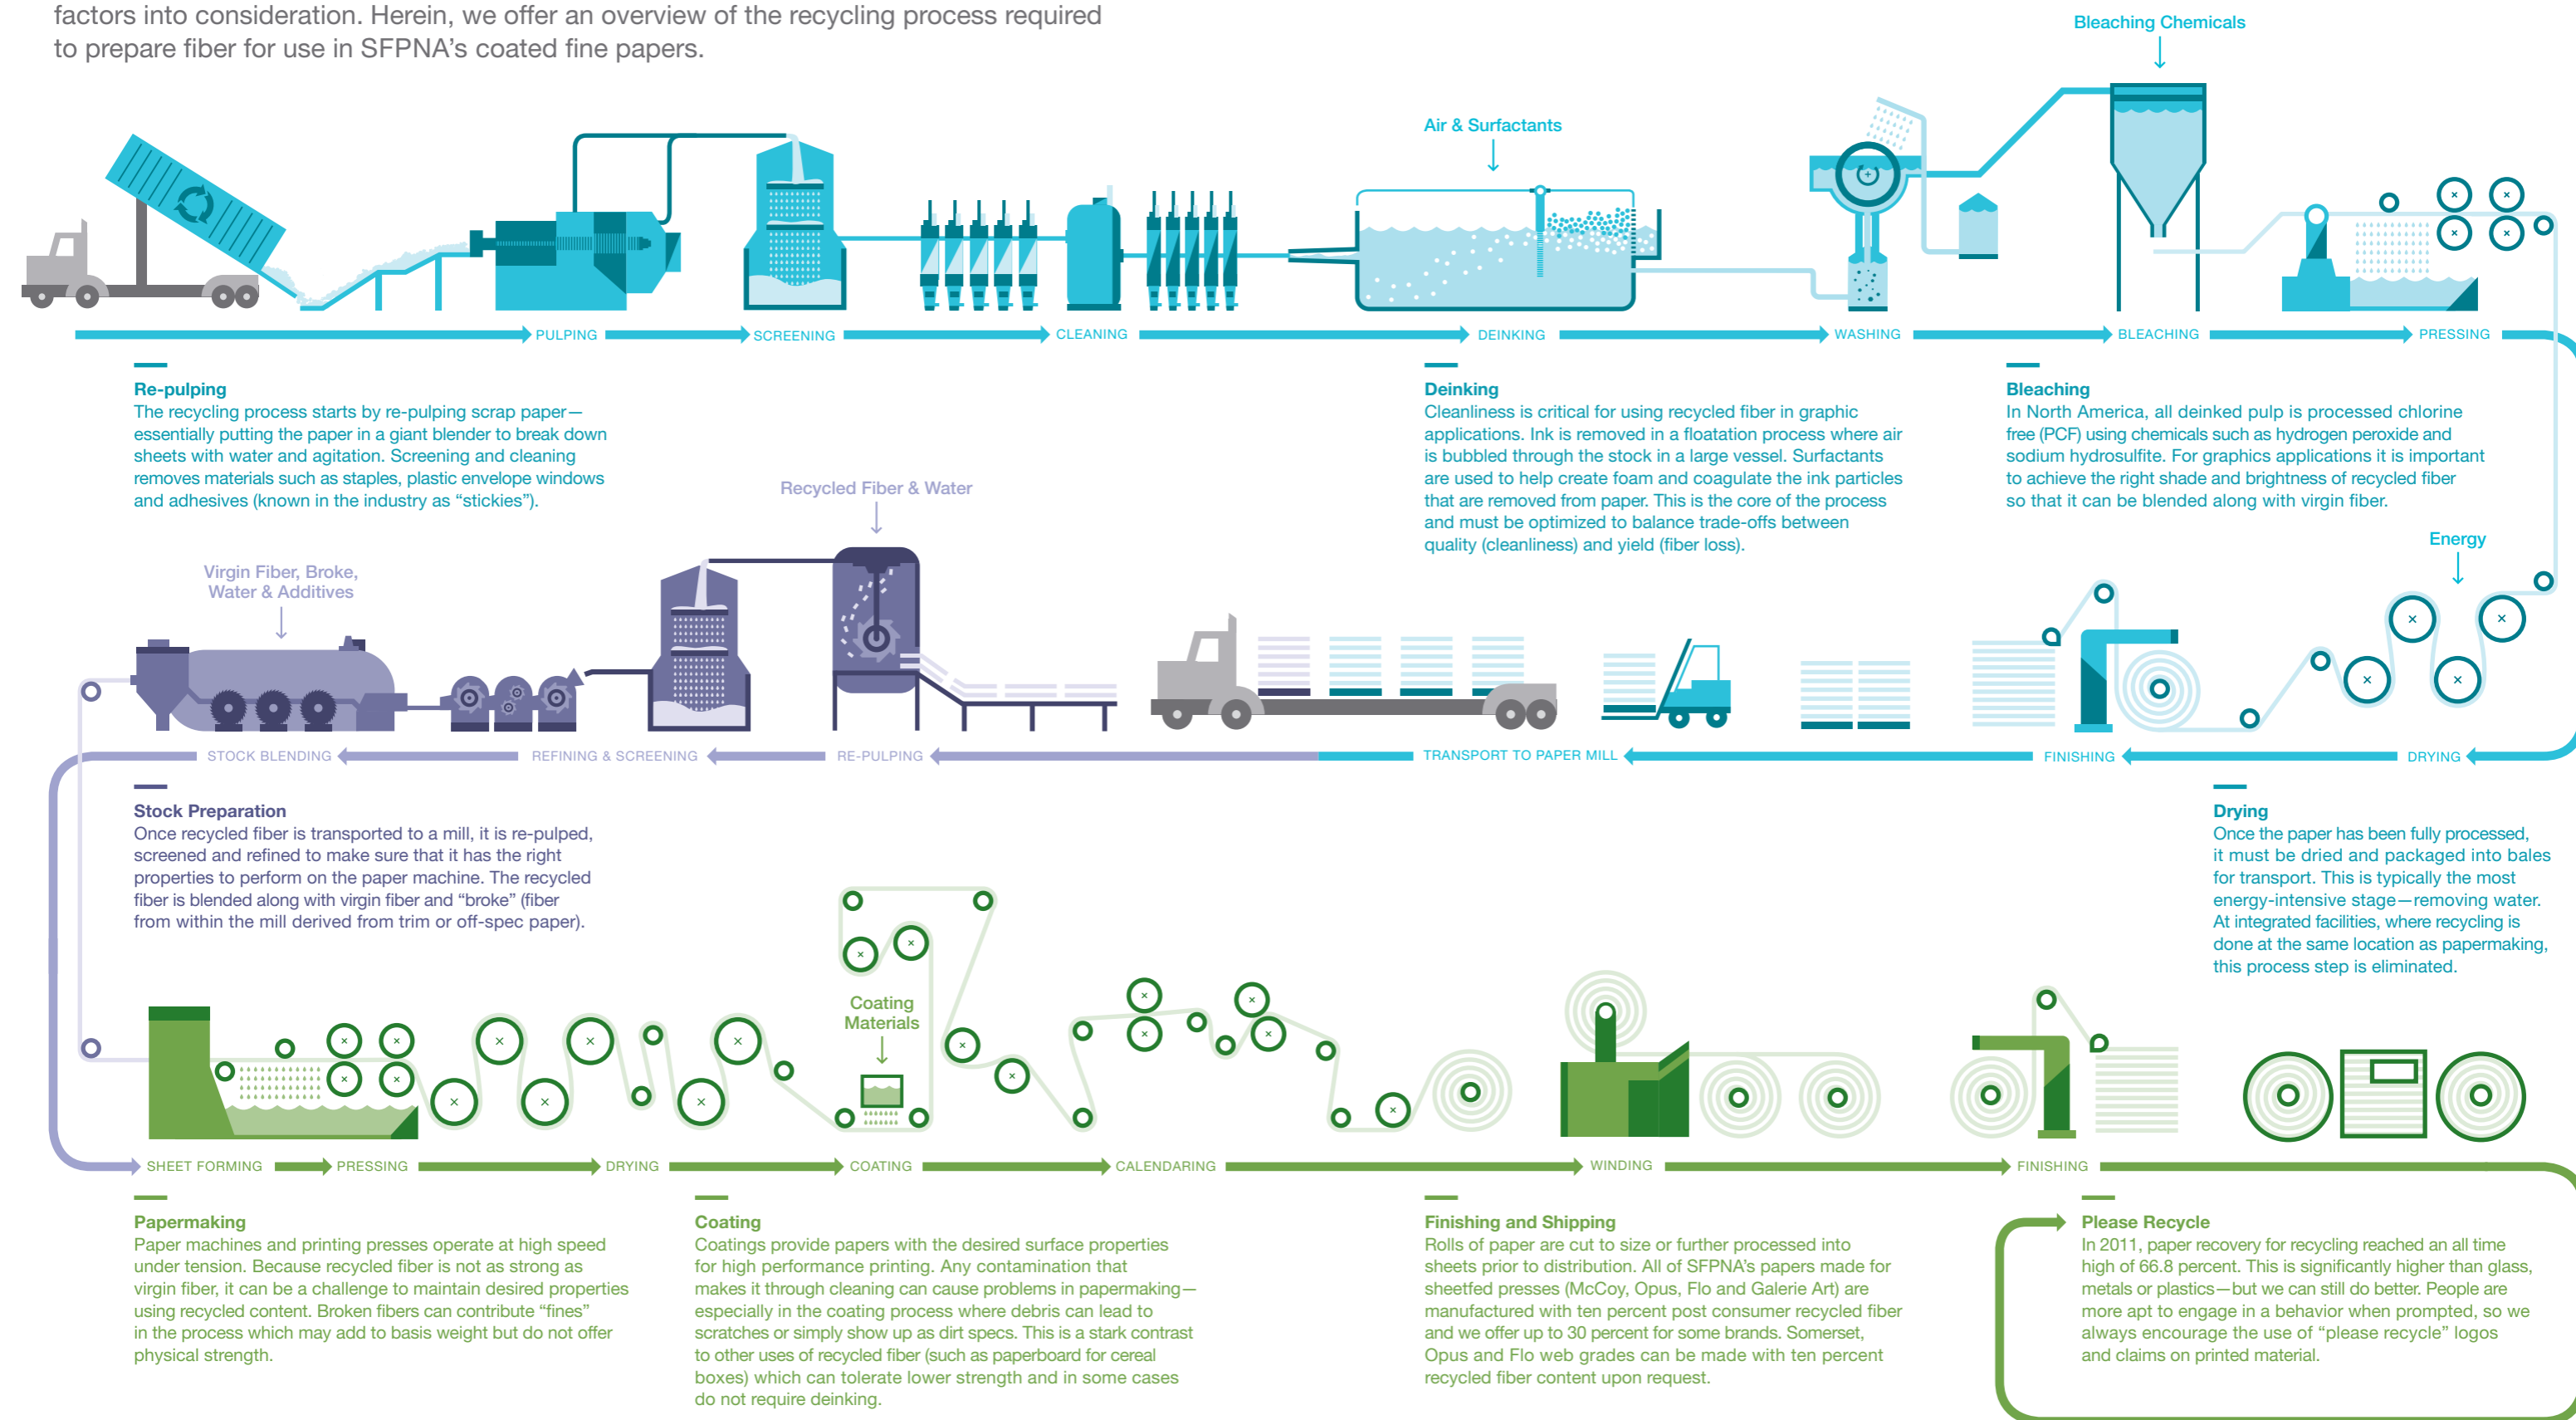 factors into consideration. Herein, we offer an overview of the recycling process required
to prepare fiber for use in SFPNA’s coated fine papers.
Bleaching Chemicals
Air & Surfactants
PULPING
SCREENING
CLEANING
DEINKING
WASHING
BLEACHING
PRESSING
Re-pulping
The recycling process starts by re-pulping scrap paper—
essentially putting the paper in a giant blender to break down
sheets with water and agitation. Screening and cleaning
removes materials such as staples, plastic envelope windows
and adhesives (known in the industry as “stickies”).
Deinking
Cleanliness is critical for using recycled fiber in graphic
applications. Ink is removed in a floatation process where air
is bubbled through the stock in a large vessel. Surfactants
are used to help create foam and coagulate the ink particles
that are removed from paper. This is the core of the process
and must be optimized to balance trade-offs between
quality (cleanliness) and yield (fiber loss).
Bleaching
In North America, all deinked pulp is processed chlorine
free (PCF) using chemicals such as hydrogen peroxide and
sodium hydrosulfite. For graphics applications it is important
to achieve the right shade and brightness of recycled fiber
so that it can be blended along with virgin fiber.
Energy
Recycled Fiber & Water
Virgin Fiber, Broke,
Water & Additives
STOCK BLENDING
REFINING & SCREENING
RE-PULPING
TRANSPORT TO PAPER MILL
FINISHING
DRYING
Stock Preparation
Once recycled fiber is transported to a mill, it is re-pulped,
screened and refined to make sure that it has the right
properties to perform on the paper machine. The recycled
fiber is blended along with virgin fiber and “broke” (fiber
from within the mill derived from trim or off-spec paper).
Drying
Once the paper has been fully processed,
it must be dried and packaged into bales
for transport. This is typically the most
energy-intensive stage—removing water.
At integrated facilities, where recycling is
done at the same location as papermaking,
this process step is eliminated.
Coating
Materials
SHEET FORMING
PRESSING
DRYING
COATING
CALENDARING
WINDING
FINISHING
Papermaking
Paper machines and printing presses operate at high speed
under tension. Because recycled fiber is not as strong as
virgin fiber, it can be a challenge to maintain desired properties
using recycled content. Broken fibers can contribute “fines”
in the process which may add to basis weight but do not offer
physical strength.
Coating
Coatings provide papers with the desired surface properties
for high performance printing. Any contamination that
makes it through cleaning can cause problems in papermaking—
especially in the coating process where debris can lead to
scratches or simply show up as dirt specs. This is a stark contrast
to other uses of recycled fiber (such as paperboard for cereal
boxes) which can tolerate lower strength and in some cases
do not require deinking.
Finishing and Shipping
Rolls of paper are cut to size or further processed into
sheets prior to distribution. All of SFPNA’s papers made for
sheetfed presses (McCoy, Opus, Flo and Galerie Art) are
manufactured with ten percent post consumer recycled fiber
and we offer up to 30 percent for some brands. Somerset,
Opus and Flo web grades can be made with ten percent
recycled fiber content upon request.
Please Recycle
In 2011, paper recovery for recycling reached an all time
high of 66.8 percent. This is significantly higher than glass,
metals or plastics—but we can still do better. People are
more apt to engage in a behavior when prompted, so we
always encourage the use of “please recycle” logos
and claims on printed material.